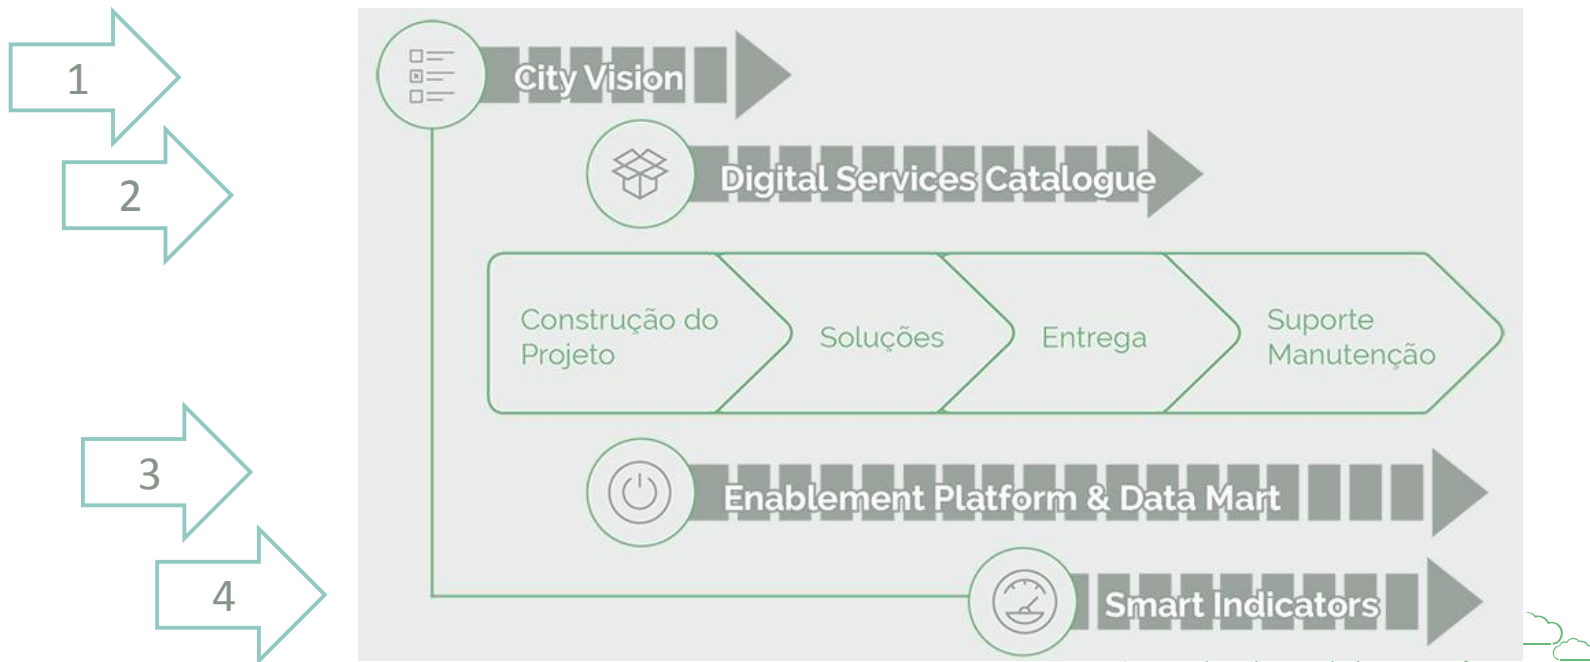 1
City Vision
2
Digital Services Catalogue
Construção do
Projeto
Soluções
Entrega
Suporte
Manutenção
3
Enablement Platform & Data Mart
4
Smart Indicators